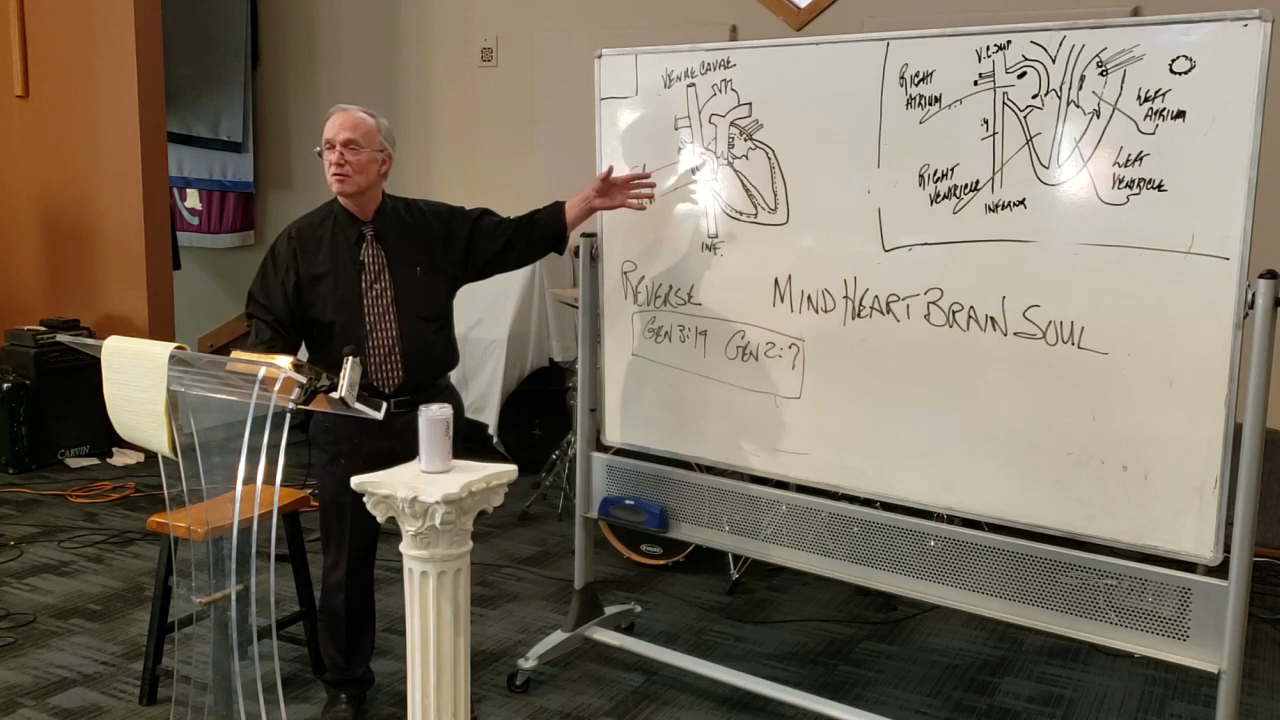 VENAE CAVAE
INF.
V.C SUP
RIGHT
ATRIUM
LEFT
ATRIUM
RIGHT
VENTRICLE
LEFT
VENTRICLE
INFERIOR
REVERSE
GEN 3:19 GEN 2:?
MIND HEART BRAIN SOUL
CARVIN
EVANS